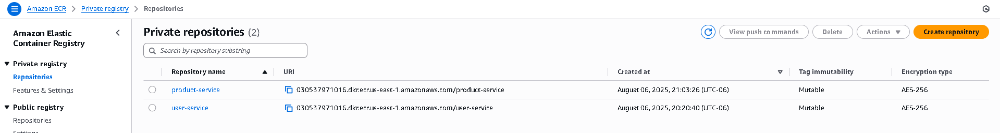 Amazon ECR > Private registry > Repositories
Amazon Elastic
Container Registry
Private registry
Repositories
Features & Settings
Public registry
Repositories
Settings
Private repositories (2)
View push commands
Delete
Actions
Create repository
Search by repository substring
Repository name URI Created at Tag immutability Encryption type
product-service 030537971016.dkr.ecr.us-east-1.amazonaws.com/product-service August 06, 2025, 21:03:26 (UTC-06) Mutable AES-256
user-service 030537971016.dkr.ecr.us-east-1.amazonaws.com/user-service August 06, 2025, 20:20:40 (UTC-06) Mutable AES-256